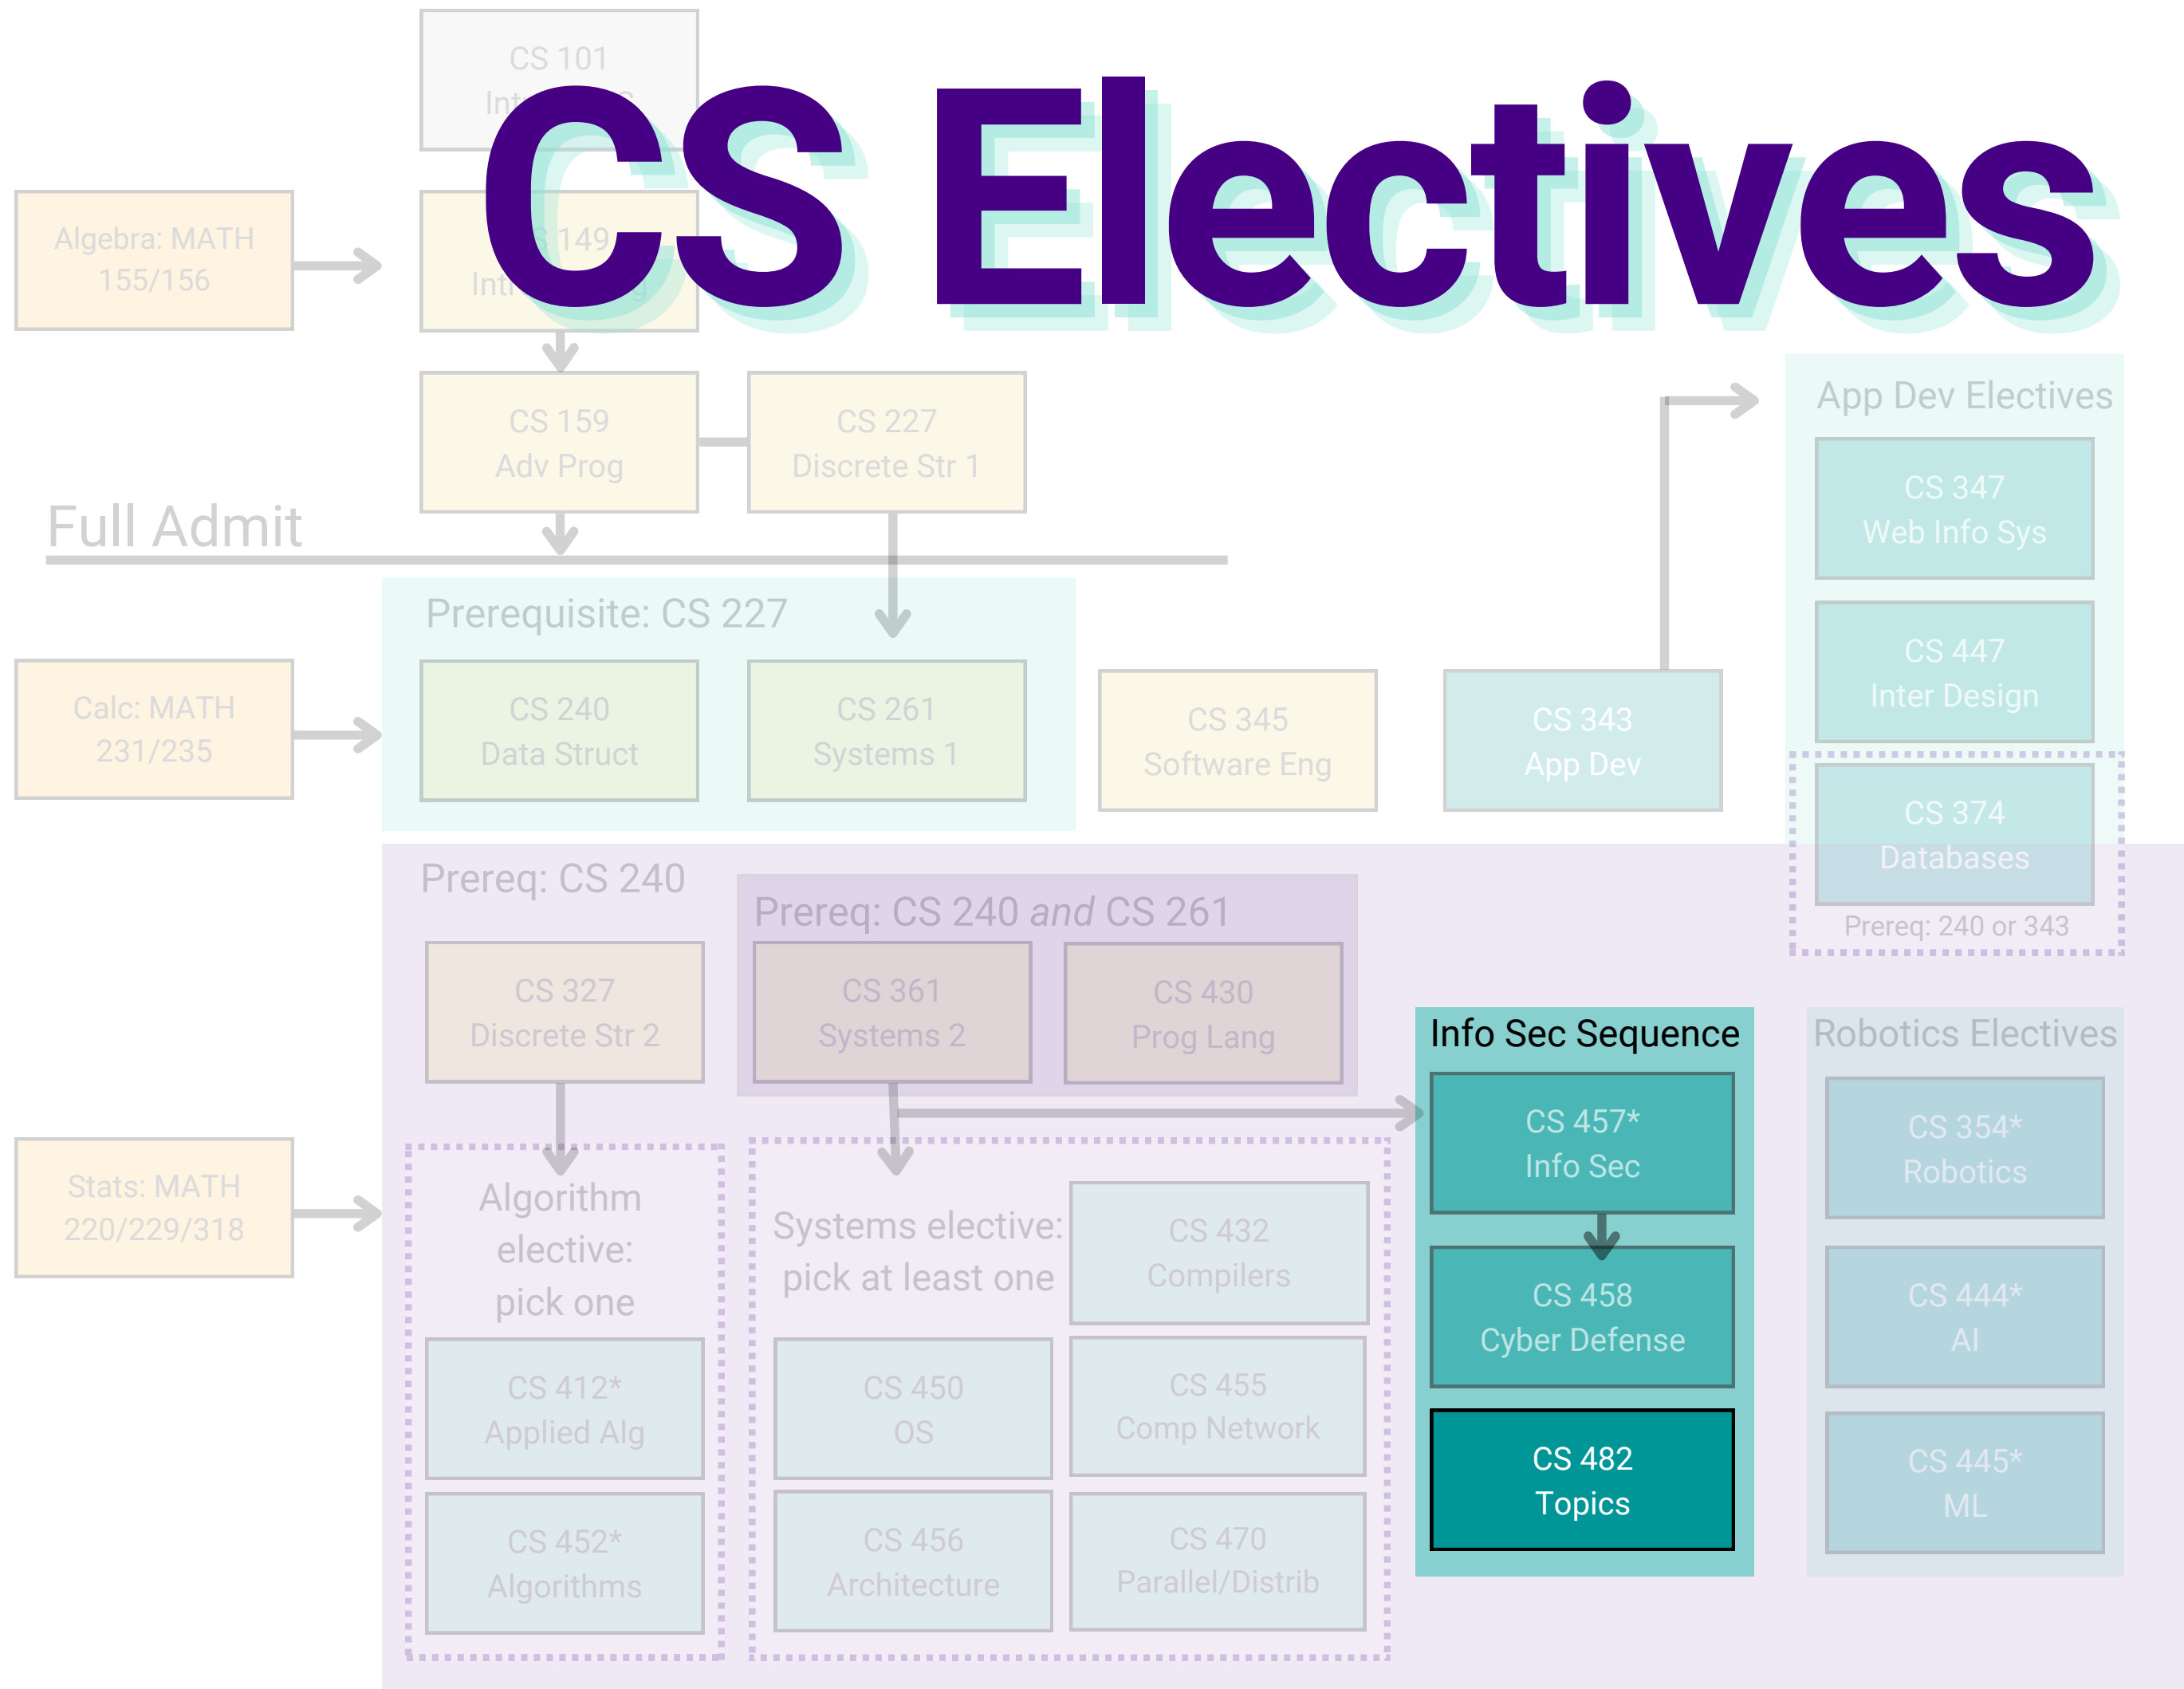 CS Electives
CS 101
CS 149
Algebra: MATH
155/156
CS 159
Adv Prog
CS 227
Discrete Str 1
Full Admit
Prerequisite: CS 227
Calc: MATH
231/235
CS 240
Data Struct
CS 261
Systems 1
CS 345
Software Eng
CS 343
App Dev
App Dev Electives
CS 347
Web Info Sys
CS 447
Inter Design
CS 374
Databases
Prereq: 240 or 343
Prereq: CS 240
Prereq: CS 240 and CS 261
CS 327
Discrete Str 2
CS 361
Systems 2
CS 430
Prog Lang
Stats: MATH
220/229/318
Algorithm
elective:
pick one
CS 412*
Applied Alg
CS 452*
Algorithms
Systems elective:
pick at least one
CS 432
Compilers
CS 450
OS
CS 455
Comp Network
CS 456
Architecture
CS 470
Parallel/Distrib
Info Sec Sequence
CS 457*
Info Sec
CS 458
Cyber Defense
CS 482
Topics
Robotics Electives
CS 354*
Robotics
CS 444*
AI
CS 445*
ML